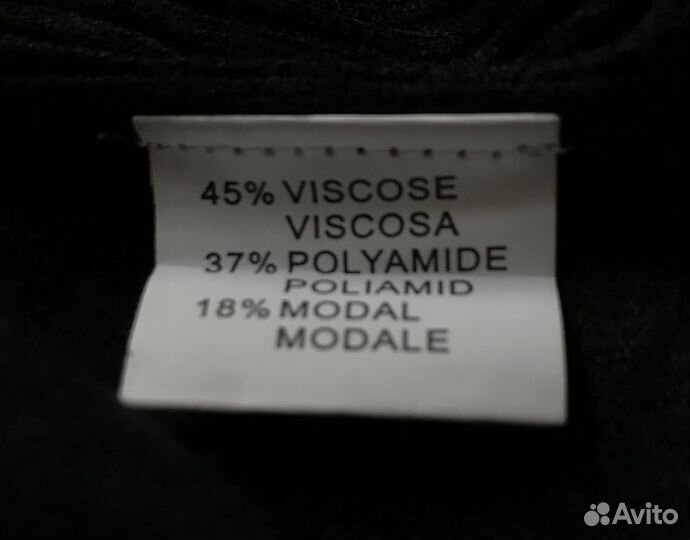 45% VISCOSE
VISCOSA
37% POLYAMIDE
POLIAMID
18% MODAL
MODALE
Avito